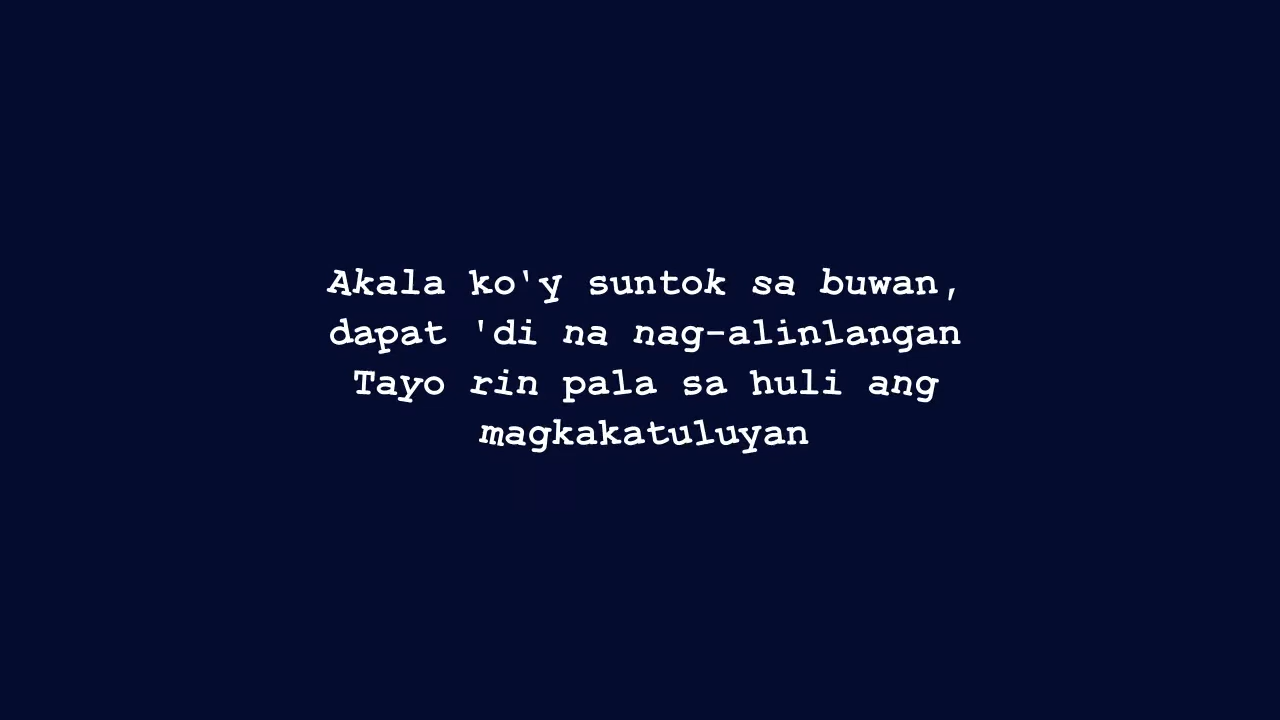 Akala ko'y suntok sa buwan,
dapat 'di na nag-alinlangan
Tayo rin pala sa huli ang
magkakatuluyan